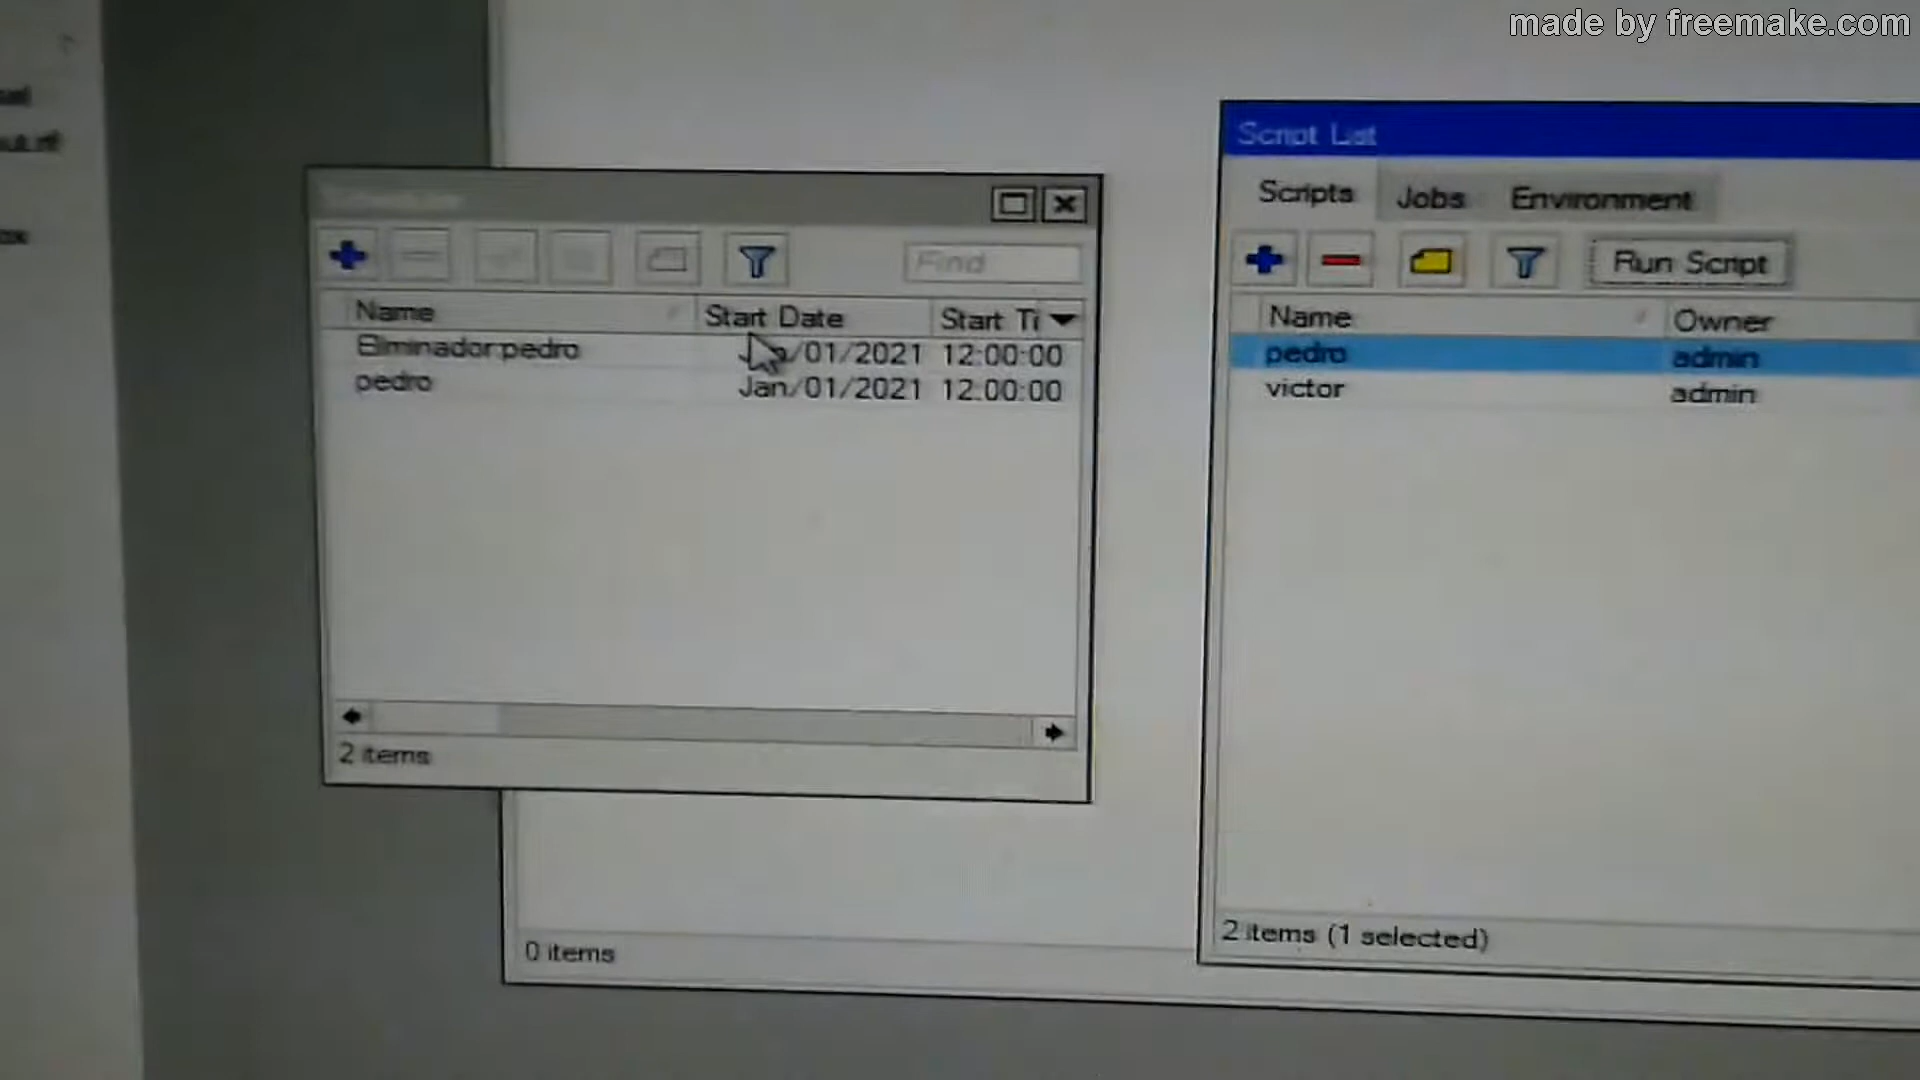 made by freemake.com
Find
Name Start Date Start Ti
Eliminador:pedro /01/2021 12:00:00
pedro Jan/01/2021 12:00:00
2 items
0 items
Script List
Scripts Jobs Environment
Run Script
Name Owner
pedro admin
victor admin
2 items (1 selected)